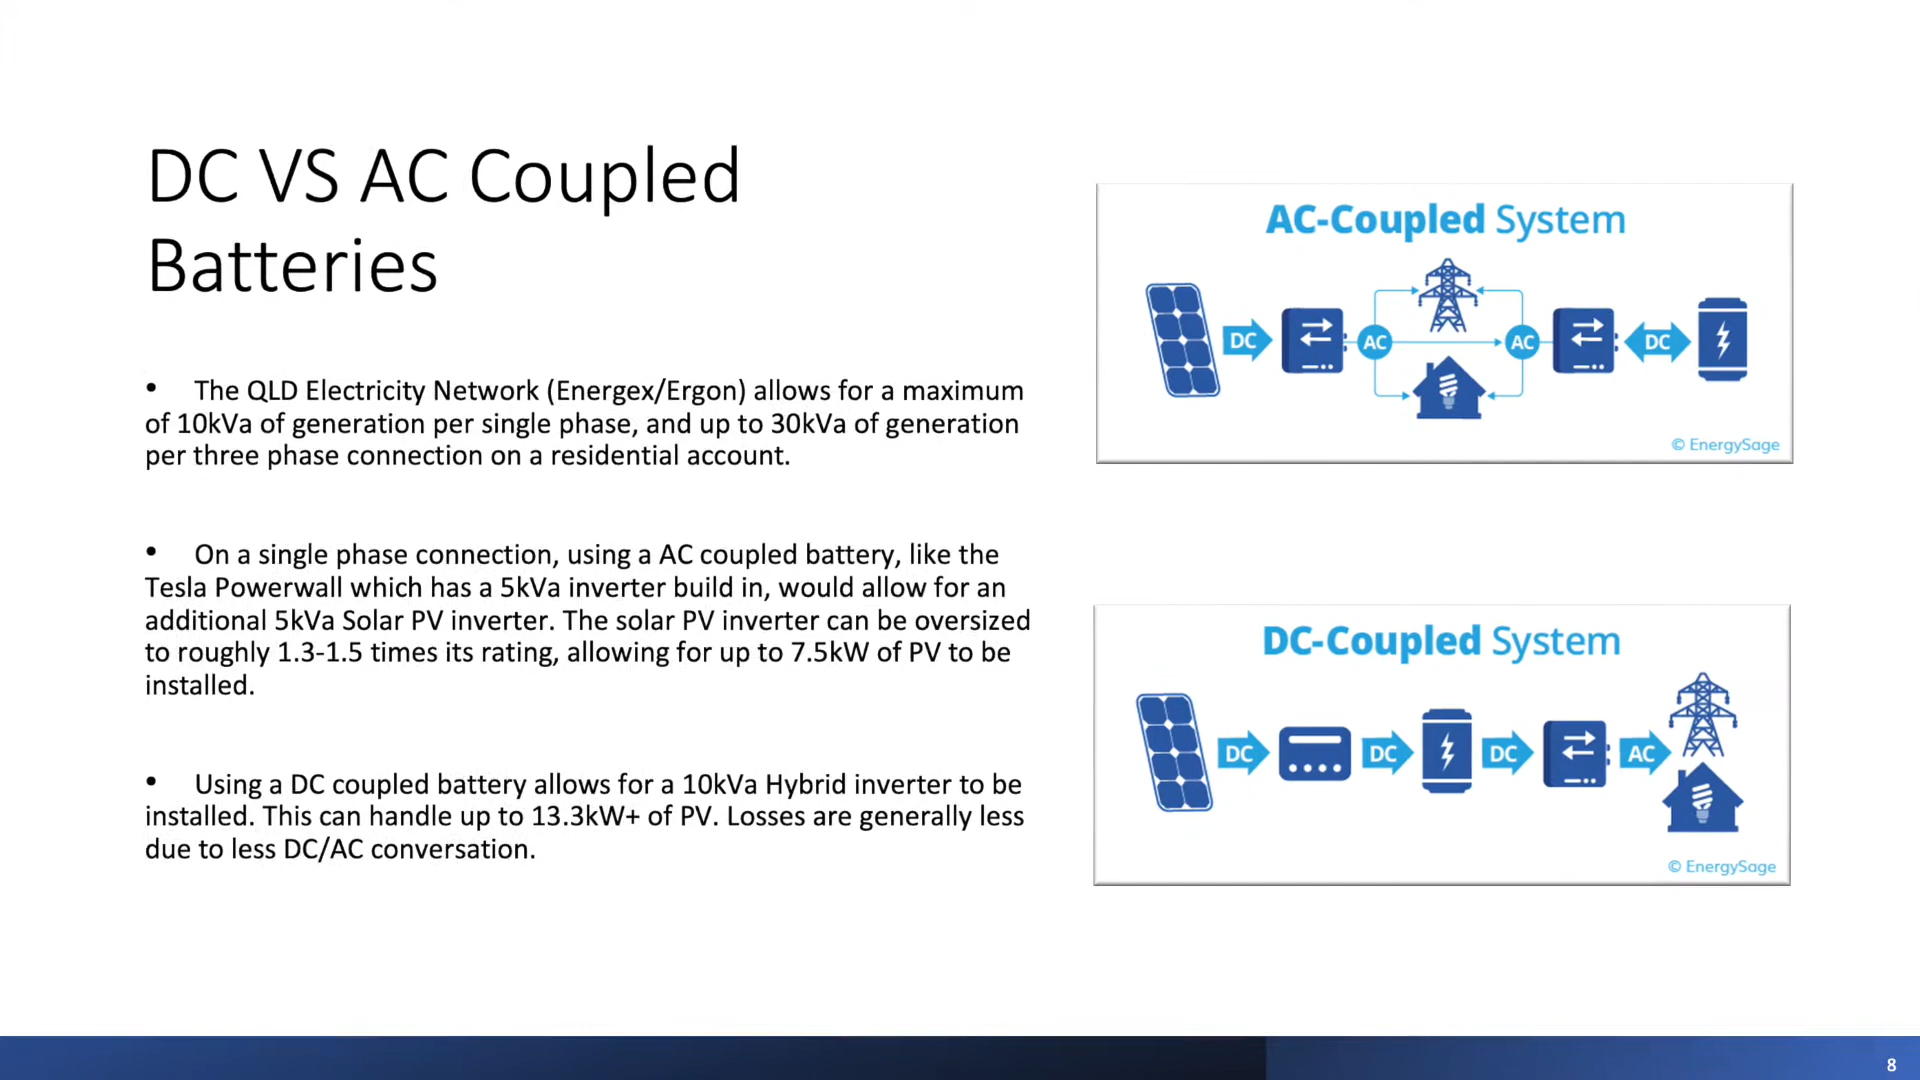 DC VS AC Coupled
Batteries
• The QLD Electricity Network (Energex/Ergon) allows for a maximum
of 10kVa of generation per single phase, and up to 30kVa of generation
per three phase connection on a residential account.
• On a single phase connection, using a AC coupled battery, like the
Tesla Powerwall which has a 5kVa inverter build in, would allow for an
additional 5kVa Solar PV inverter. The solar PV inverter can be oversized
to roughly 1.3-1.5 times its rating, allowing for up to 7.5kW of PV to be
installed.
• Using a DC coupled battery allows for a 10kVa Hybrid inverter to be
installed. This can handle up to 13.3kW+ of PV. Losses are generally less
due to less DC/AC conversation.
AC-Coupled System
DC
AC
AC
DC
© EnergySage
DC-Coupled System
DC
DC
DC
AC
© EnergySage
8